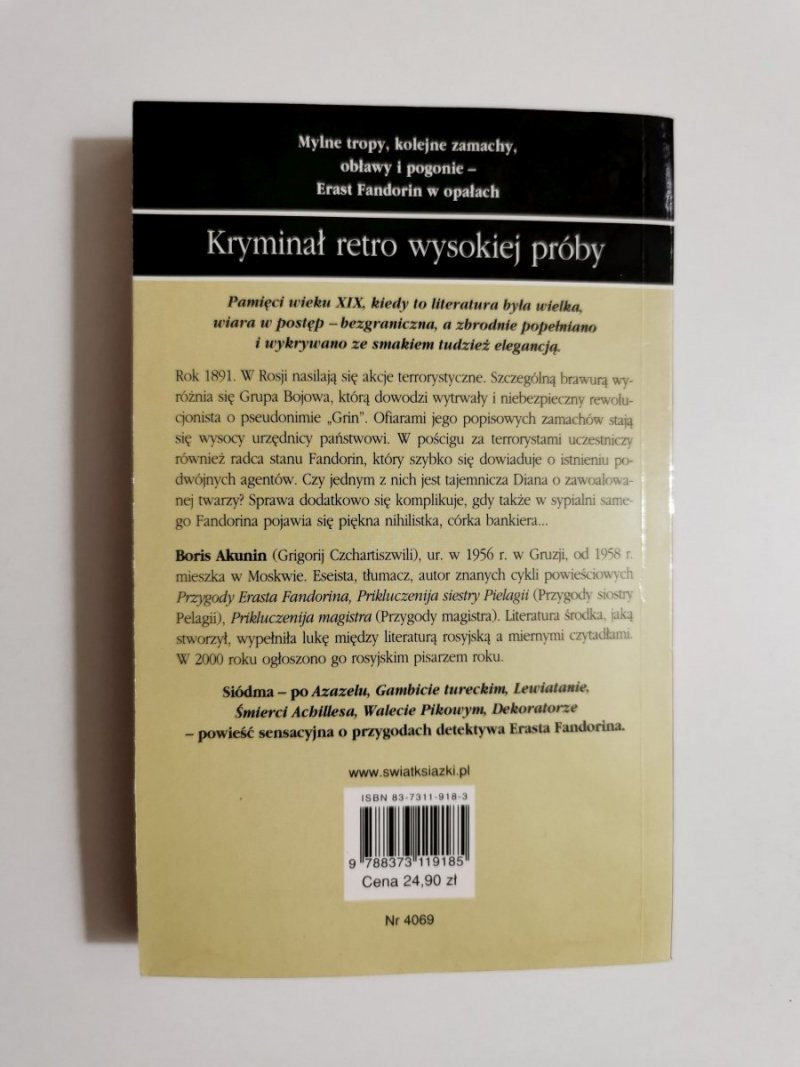 Mylne tropy, kolejne zamachy,
obławy i pogonie –
Erast Fandorin w opałach
Kryminał retro wysokiej próby
Pamięci wieku XIX, kiedy to literatura była wielka,
wiara w postęp – bezgraniczna, a zbrodnie popełniano
i wykrywano ze smakiem tudzież elegancją.
Rok 1891. W Rosji nasilają się akcje terrorystyczne. Szczególną brawurą wy-
różnia się Grupa Bojowa, którą dowodzi wytrwały i niebezpieczny rewolu-
cjonista o pseudonimie „Grin”. Ofiarami jego popisowych zamachów stają
się wysocy urzędnicy państwowi. W pościgu za terrorystami uczestniczy
również radca stanu Fandorin, który szybko się dowiaduje o istnieniu po-
dwójnych agentów. Czy jednym z nich jest tajemnicza Diana o zawoalowa-
nej twarzy? Sprawa dodatkowo się komplikuje, gdy także w sypialni same-
go Fandorina pojawia się piękna nihilistka, córka bankiera...
Boris Akunin (Grigorij Czchartiszwili), ur. w 1956 r. w Gruzji, od 1958 r.
mieszka w Moskwie. Eseista, tłumacz, autor znanych cykli powieściowych
Przygody Erasta Fandorina, Prikluczenija siestry Pielagii (Przygody siostry
Pelagii), Prikluczenija magistra (Przygody magistra). Literatura środka, jaką
stworzył, wypełniła lukę między literaturą rosyjską a miernymi czytadłami.
W 2000 roku ogłoszono go rosyjskim pisarzem roku.
Siódma – po Azazelu, Gambicie tureckim, Lewiatanie,
Śmierci Achillesa, Walecie Pikowym, Dekoratorze
– powieść sensacyjna o przygodach detektywa Erasta Fandorina.
www.swiatksiazki.pl
ISBN 83-7311-918-3
9 788373 119185
Cena 24,90 zł
Nr 4069